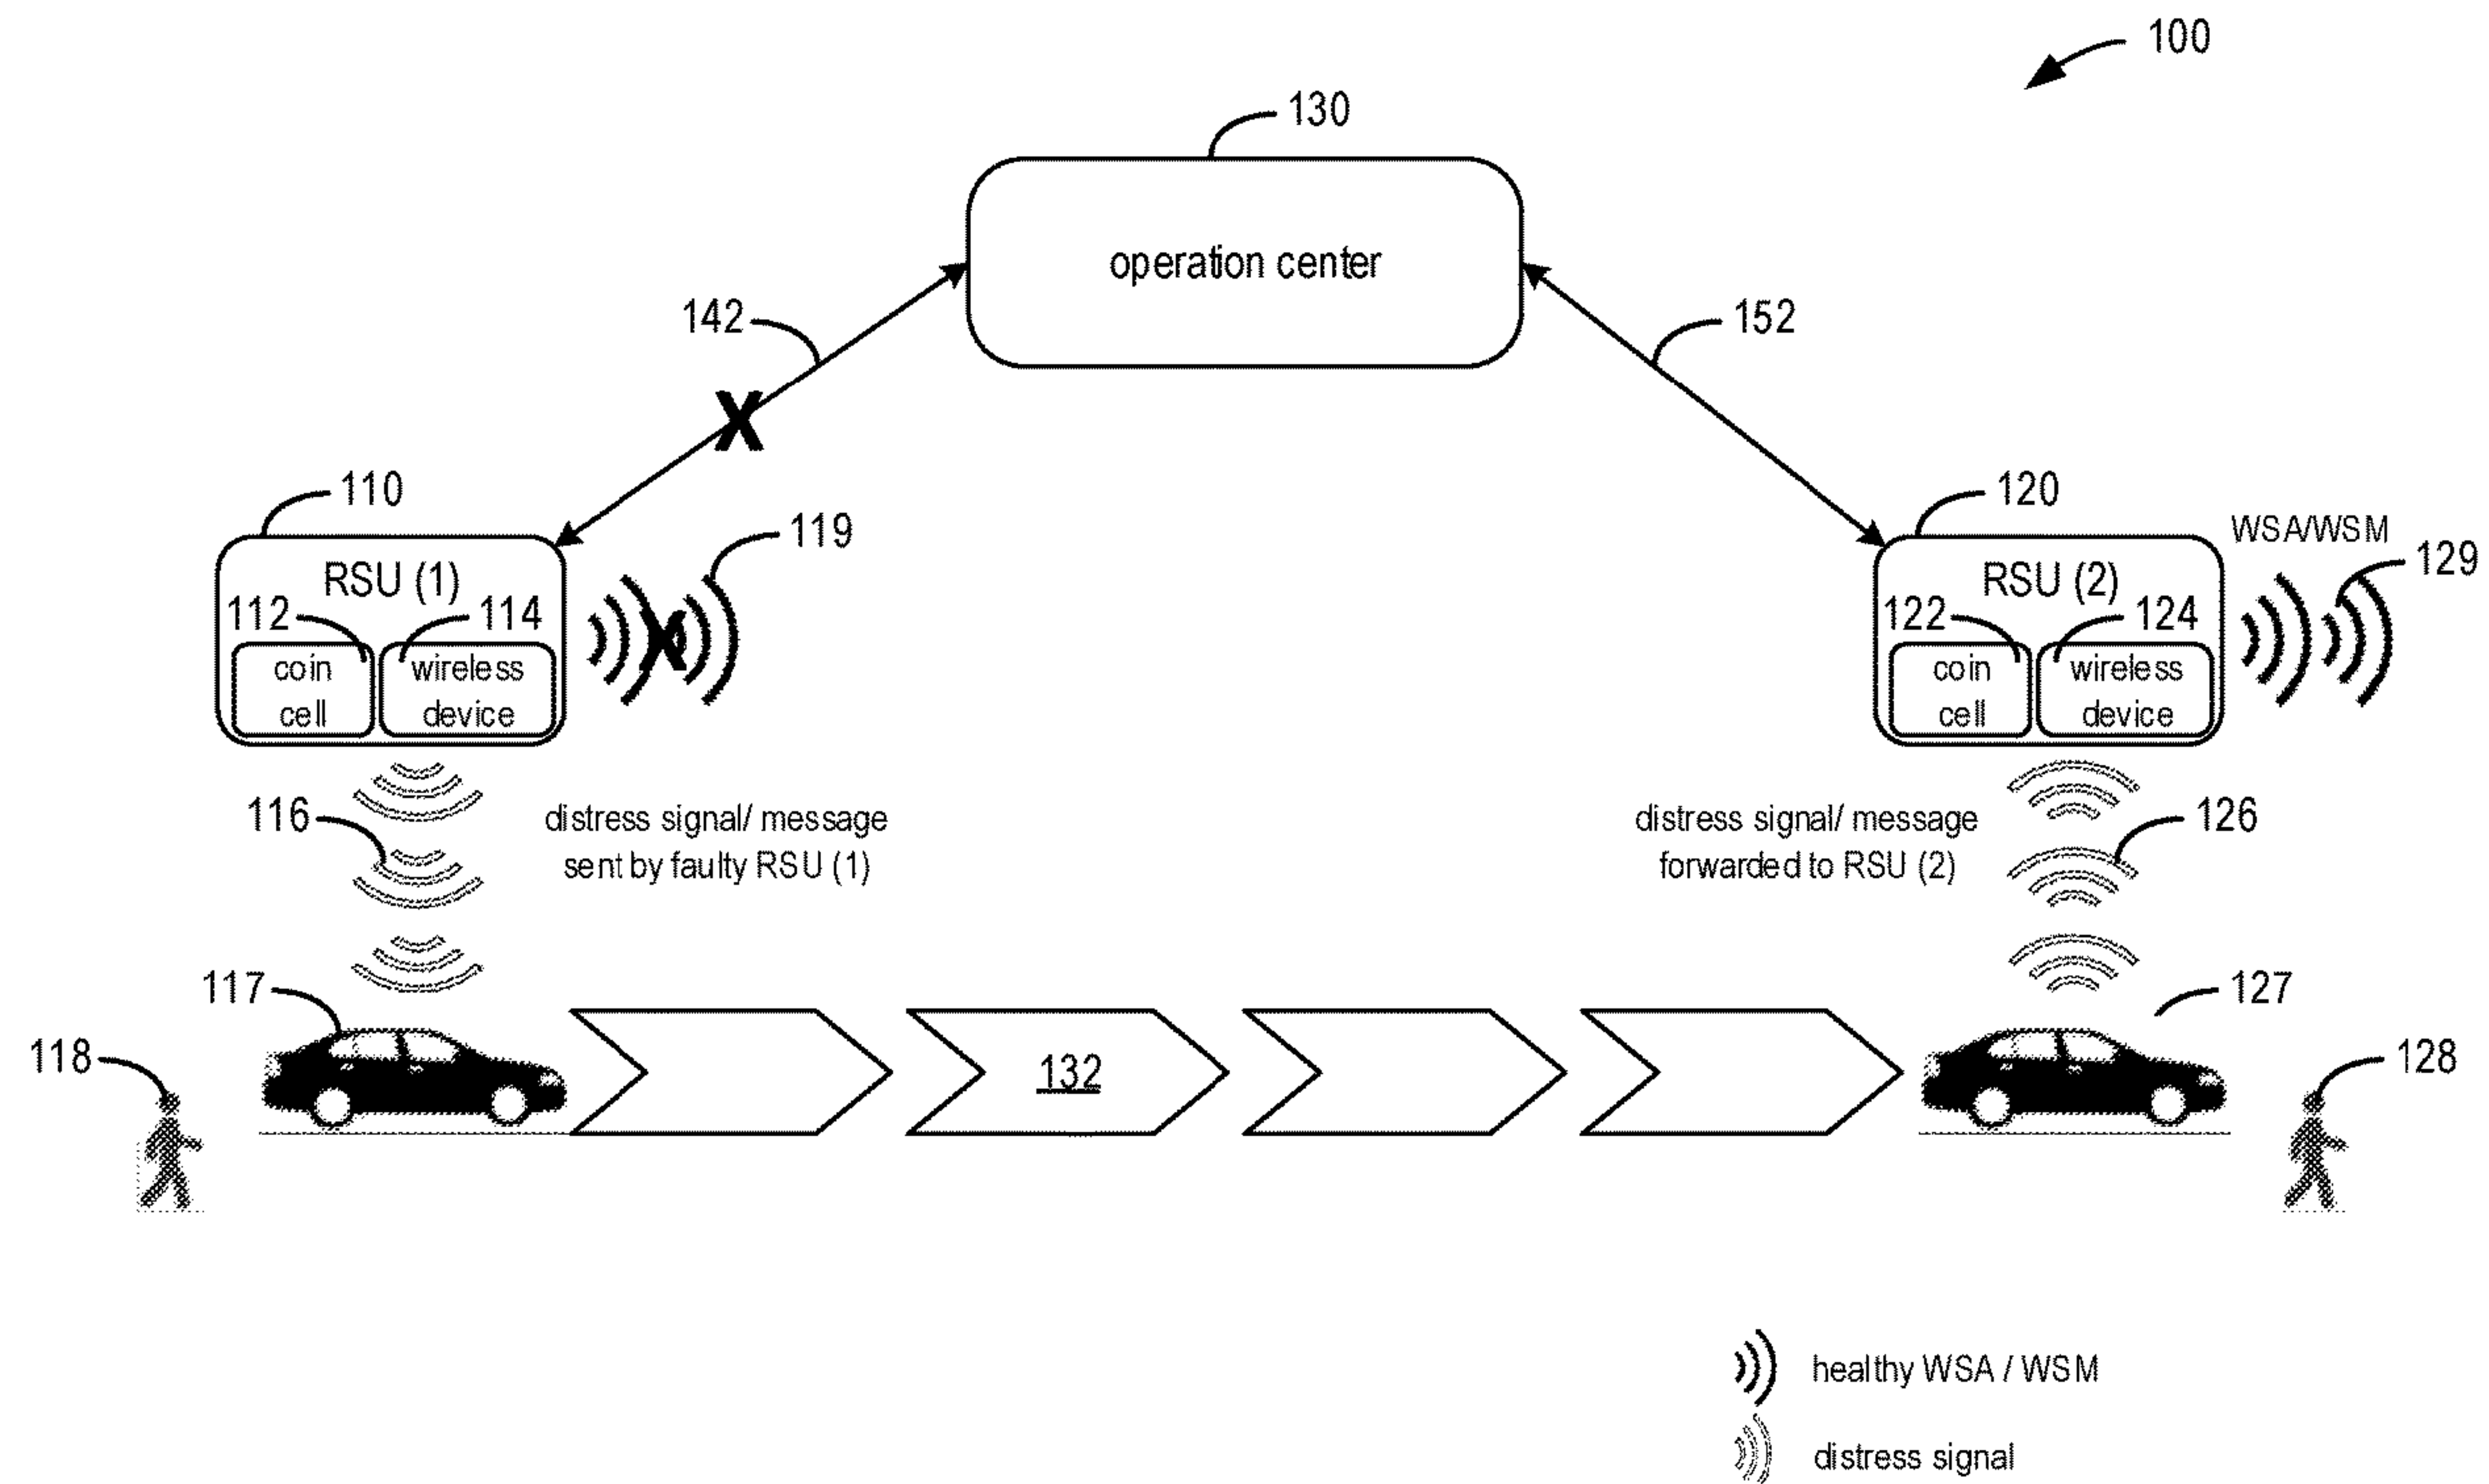 100
130
operation center
142
152
110
120
119
WSA/WSM
129
RSU (1)
RSU (2)
112
114
122
124
coin
cell
wireless
device
coin
cell
wireless
device
116
distress signal/ message
sent by faulty RSU (1)
distress signal/ message
forwarded to RSU (2)
126
117
127
118
132
128
healthy WSA / WSM
distress signal